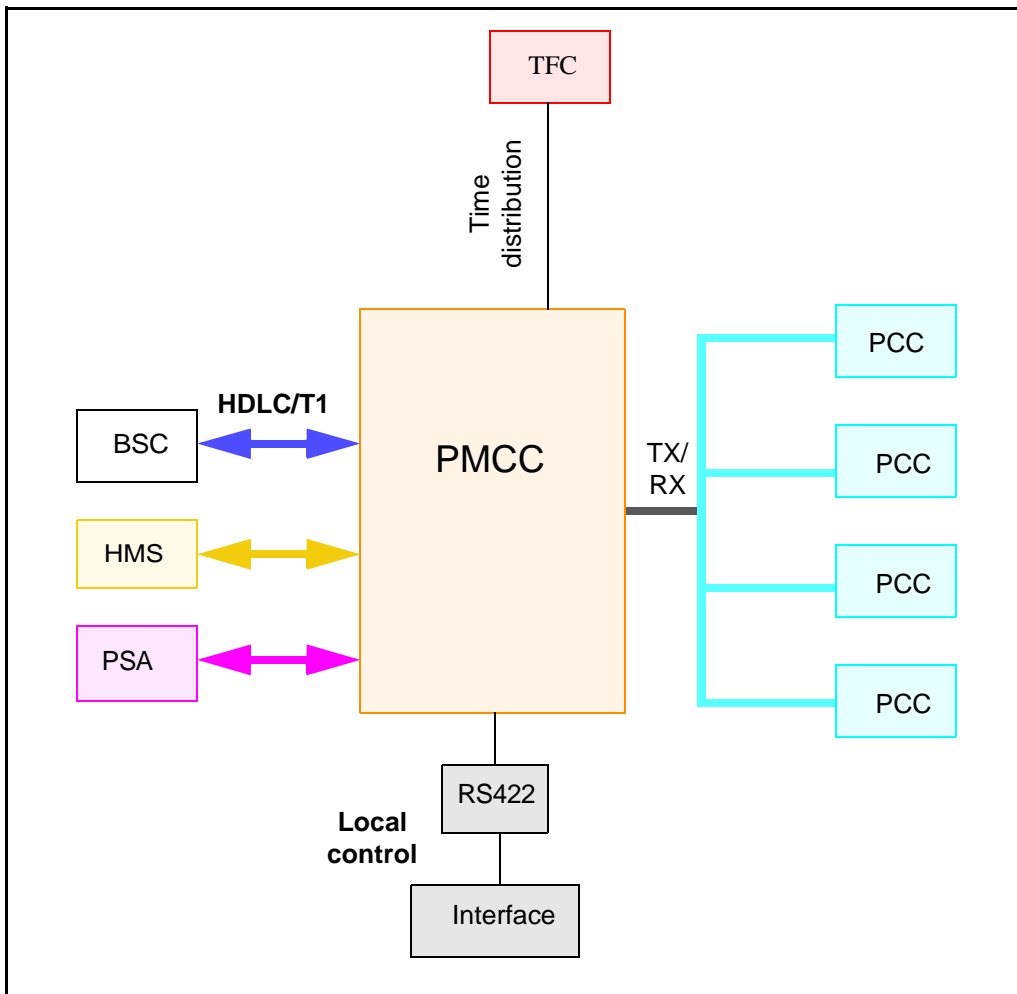 TFC
Time
distribution
PCC
HDLC/T1
BSC
PMCC
TX/
RX
PCC
HMS
PCC
PSA
PCC
RS422
Local
control
Interface